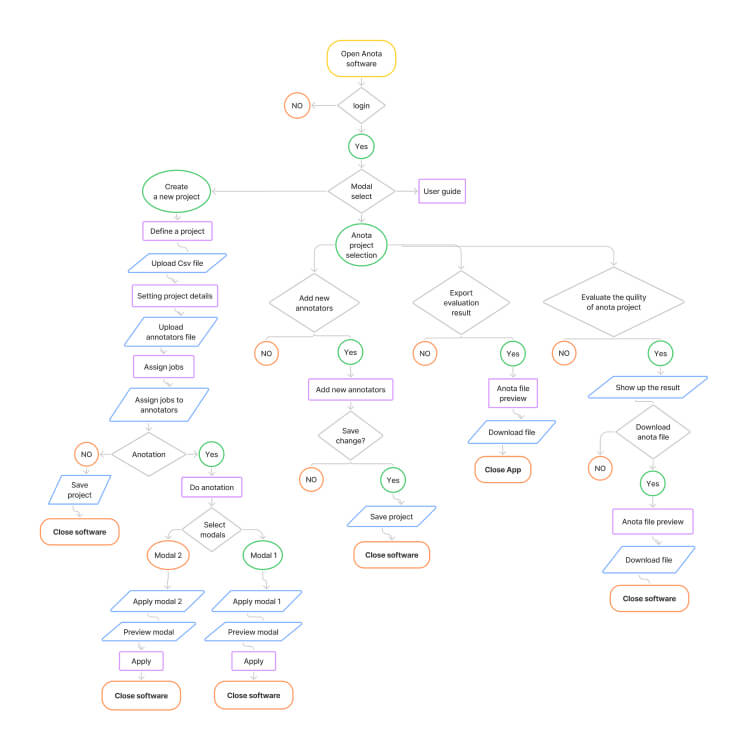 Open Anota
software
NO
login
Yes
Create
a new project
Modal
select
User guide
Define a project
Anota
project
selection
Upload Csv file
Setting project details
Add new
annotators
Export
evaluation
result
Evaluate the quility
of anota project
Upload
annotators file
NO
Yes
NO
Yes
NO
Yes
Assign jobs
Assign jobs to
annotators
Add new annotators
Anota file
preview
Show up the result
Save
change?
Download file
Download
anota file
NO
Anotation
Yes
Close App
NO
Save
project
Do anotation
NO
Yes
Yes
Close software
Select
modals
Save project
Anota file preview
Modal 2
Modal 1
Close software
Download file
Apply modal 2
Apply modal 1
Close software
Preview modal
Preview modal
Apply
Apply
Close software
Close software